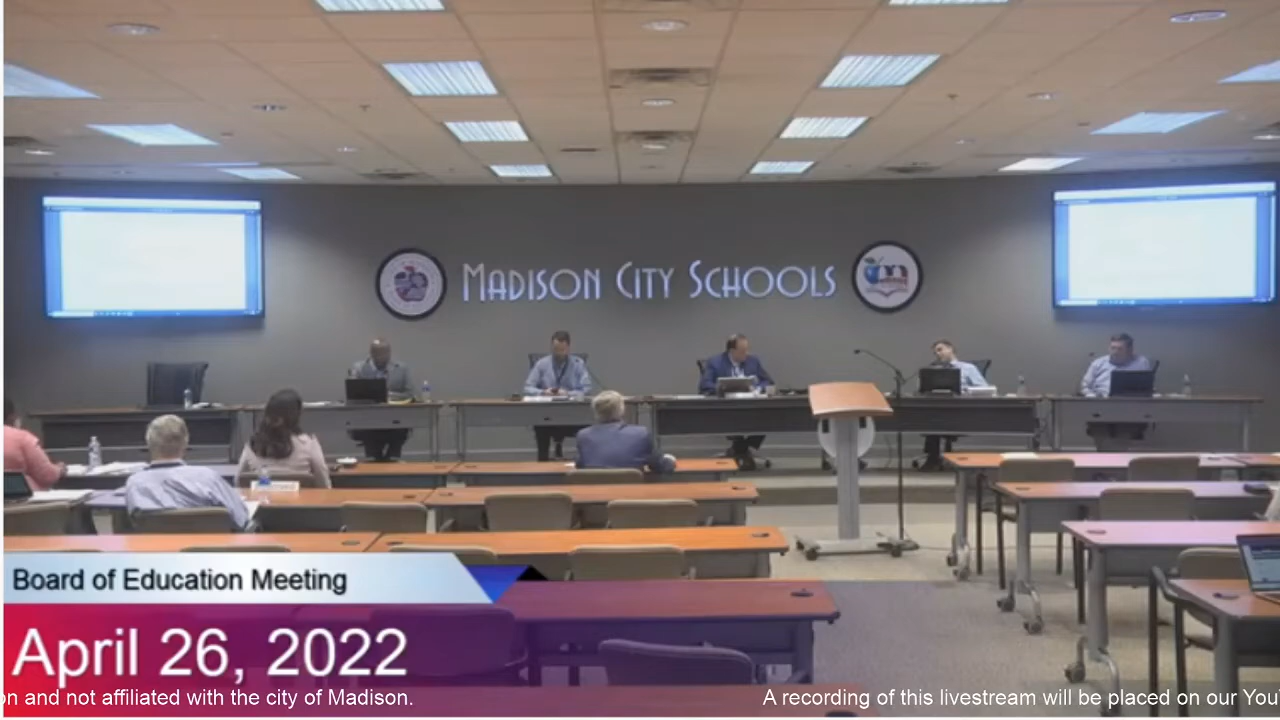 MADISON CITY SCHOOLS
Board of Education Meeting
April 26, 2022
on and not affiliated with the city of Madison.
A recording of this livestream will be placed on our You